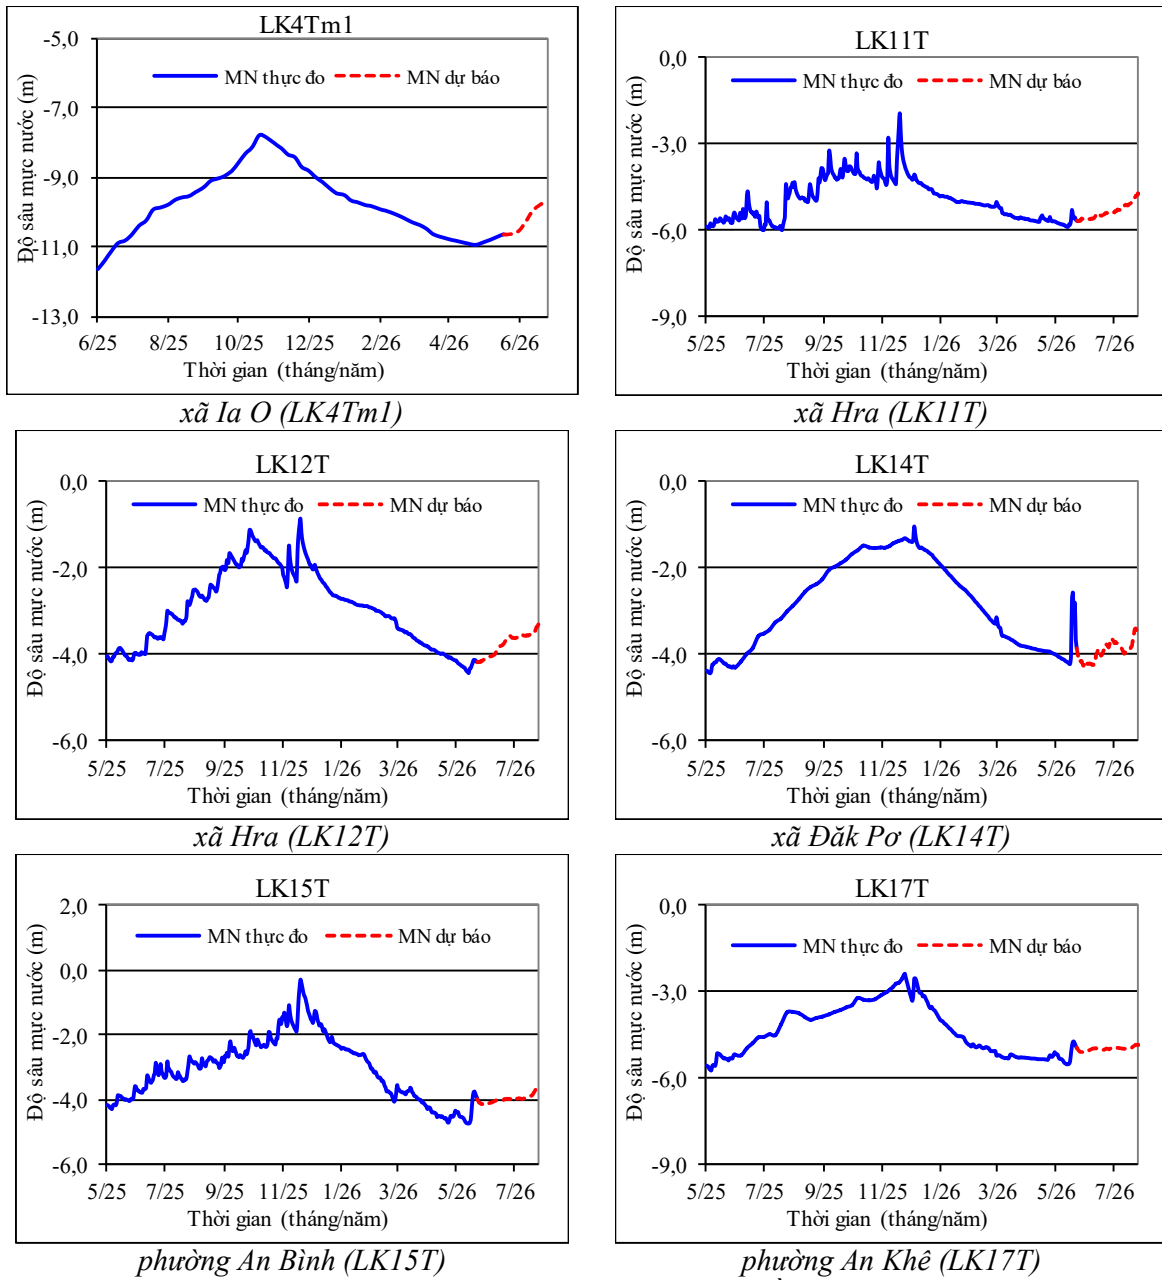 LK4Tm1
-5,0
-7,0
-9,0
-11,0
-13,0
Độ sâu mực nước (m)
MN thực đo
MN dự báo
6/25 8/25 10/25 12/25 2/26 4/26 6/26
Thời gian (tháng/năm)
xã Ia O (LK4Tm1)
LK11T
0,0
-3,0
-6,0
-9,0
Độ sâu mực nước (m)
MN thực đo
MN dự báo
5/25 7/25 9/25 11/25 1/26 3/26 5/26 7/26
Thời gian (tháng/năm)
xã Hra (LK11T)
LK12T
0,0
-2,0
-4,0
-6,0
Độ sâu mực nước (m)
MN thực đo
MN dự báo
5/25 7/25 9/25 11/25 1/26 3/26 5/26 7/26
Thời gian (tháng/năm)
xã Hra (LK12T)
LK14T
0,0
-2,0
-4,0
-6,0
Độ sâu mực nước (m)
MN thực đo
MN dự báo
5/25 7/25 9/25 11/25 1/26 3/26 5/26 7/26
Thời gian (tháng/năm)
xã Đăk Pơ (LK14T)
LK15T
2,0
0,0
-2,0
-4,0
-6,0
Độ sâu mực nước (m)
MN thực đo
MN dự báo
5/25 7/25 9/25 11/25 1/26 3/26 5/26 7/26
Thời gian (tháng/năm)
phường An Bình (LK15T)
LK17T
0,0
-3,0
-6,0
-9,0
Độ sâu mực nước (m)
MN thực đo
MN dự báo
5/25 7/25 9/25 11/25 1/26 3/26 5/26 7/26
Thời gian (tháng/năm)
phường An Khê (LK17T)